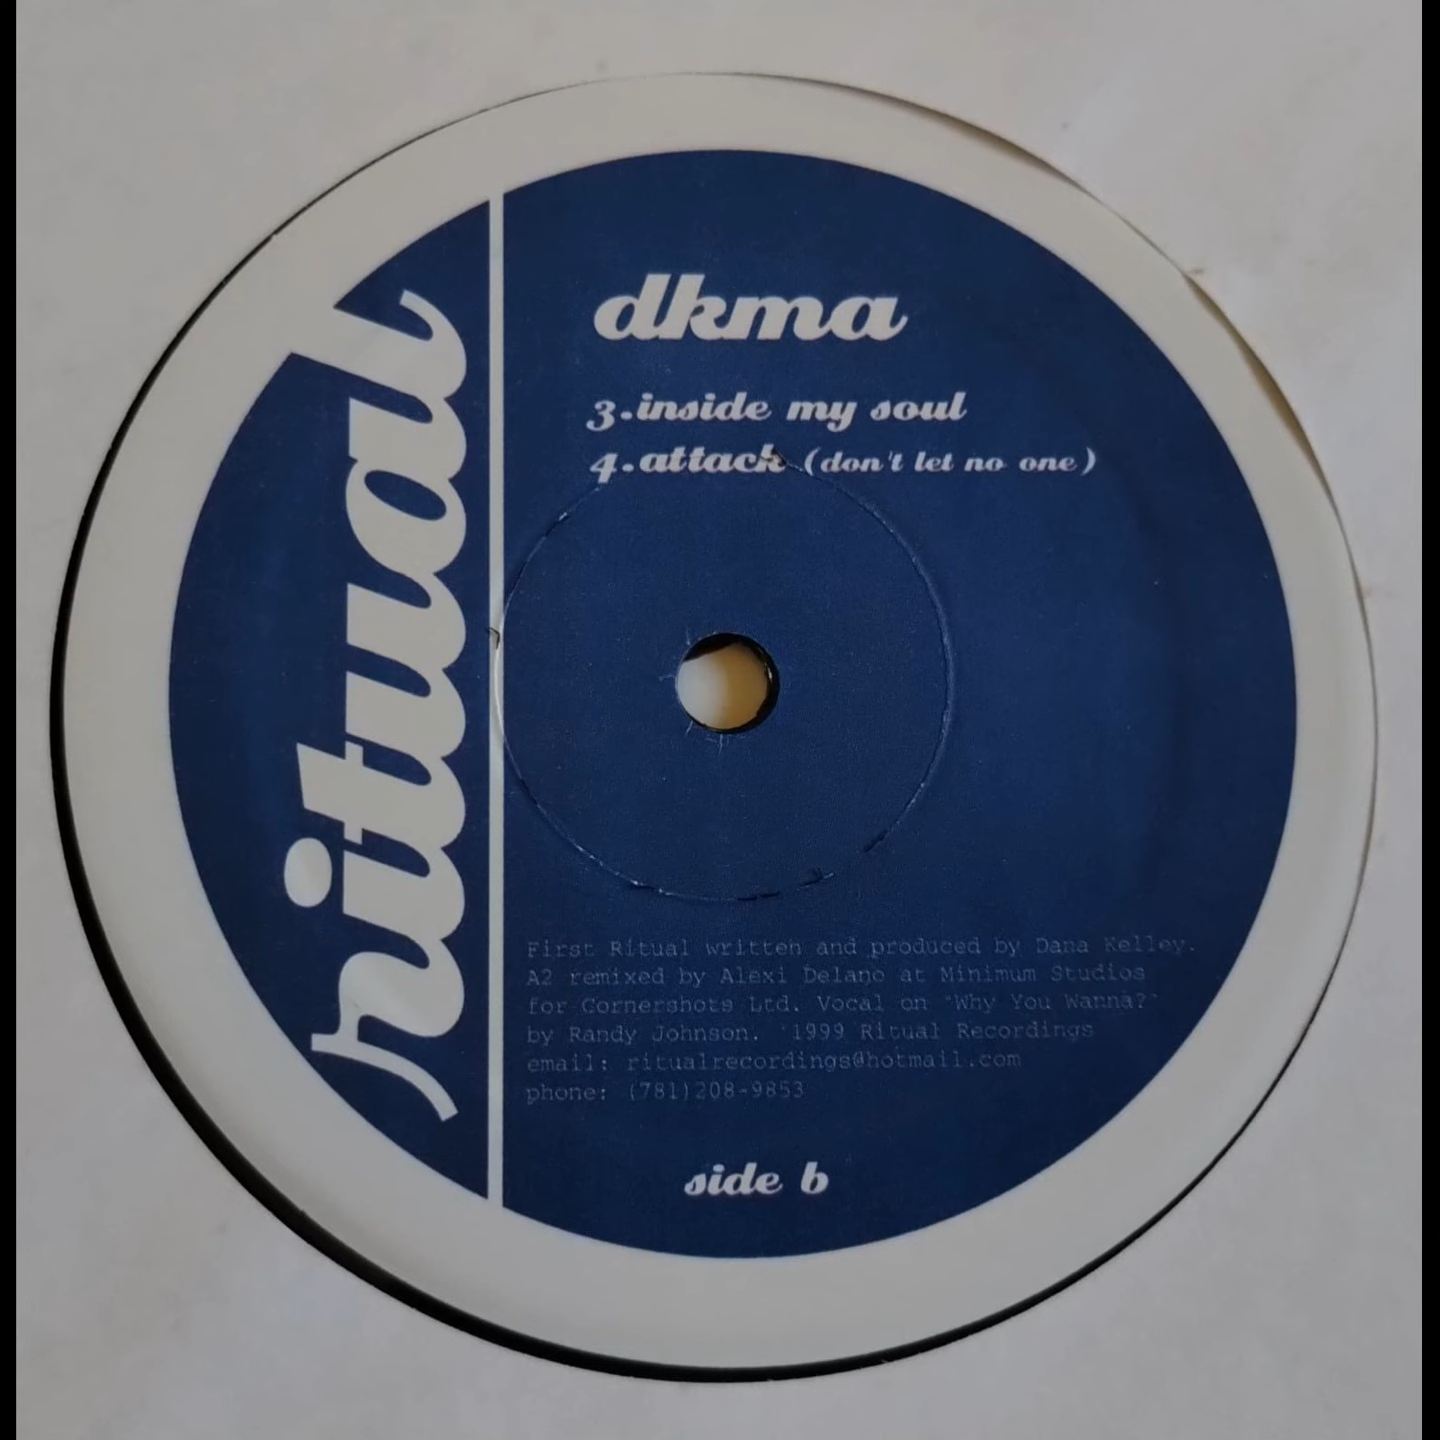 ritual
dkma
3.inside my soul
4.attack (don't let no one)
First Ritual written and produced by Dana Kelley.
A2 remixed by Alexi Delano at Minimum Studios
for Cornershots Ltd. Vocal on "Why You Wanna?"
by Randy Johnson. '1999 Ritual Recordings
email: ritualrecordings@hotmail.com
phone: (781)208-9853
side b